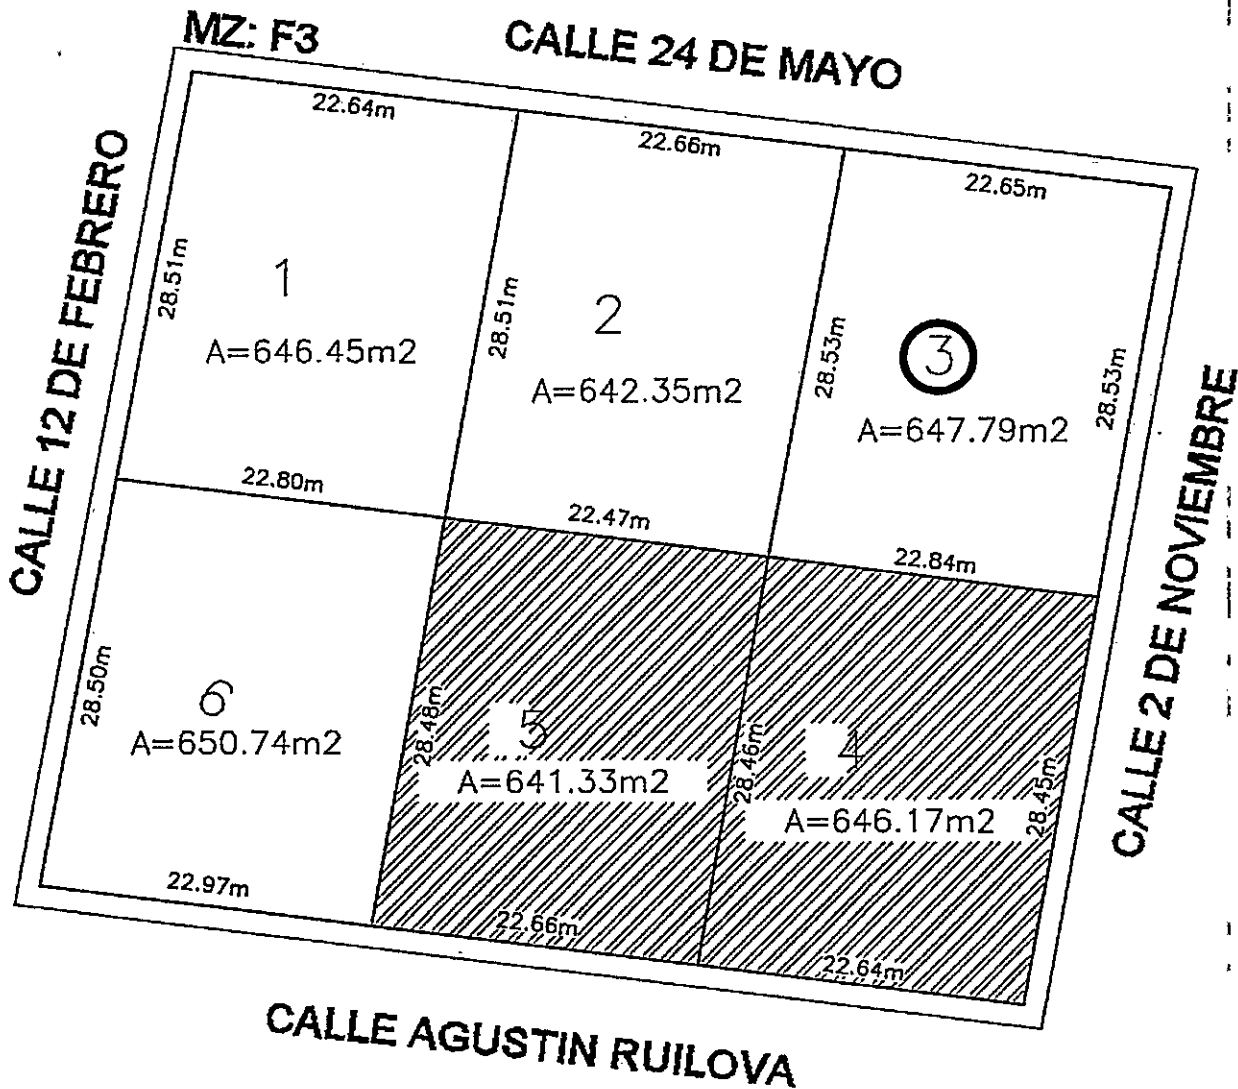 MZ: F3
CALLE 24 DE MAYO
22.64m
22.66m
22.65m
CALLE 12 DE FEBRERO
28.51m
1
A=646.45m2
28.51m
2
A=642.35m2
28.53m
3
A=647.79m2
28.53m
CALLE 2 DE NOVIEMBRE
22.80m
22.47m
22.84m
28.50m
6
A=650.74m2
28.48m
5
A=641.33m2
28.46m
4
A=646.17m2
28.45m
22.97m
22.66m
22.64m
CALLE AGUSTIN RUILOVA